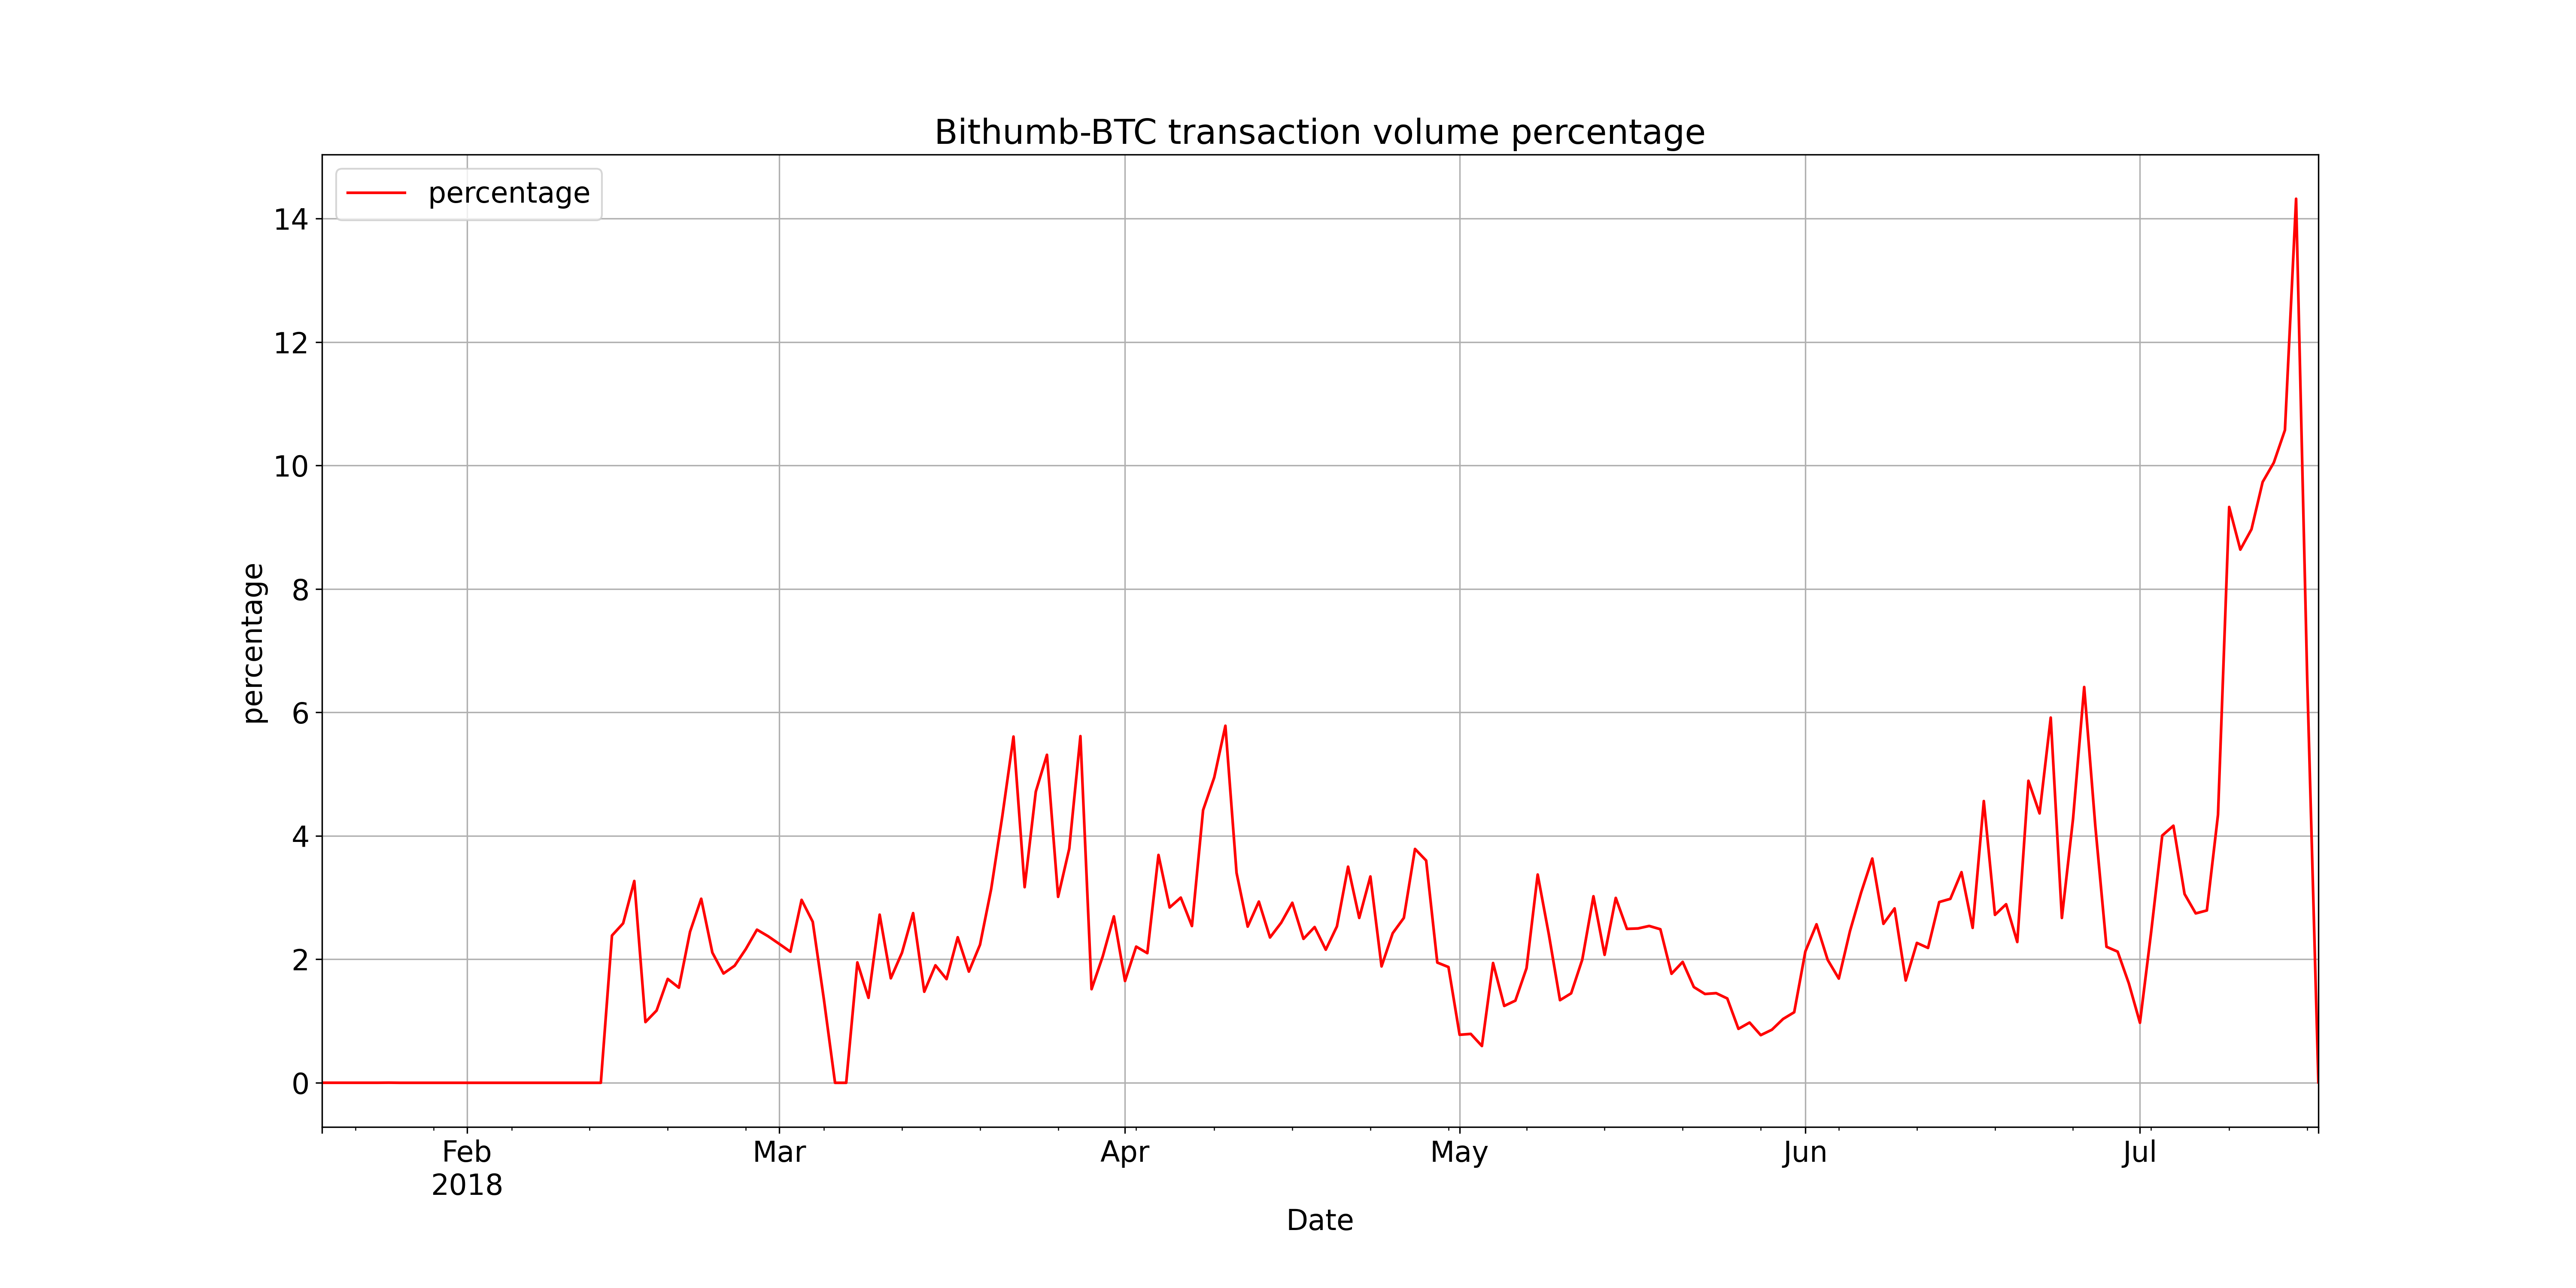 Bithumb-BTC transaction volume percentage
percentage
14
12
10
8
6
4
2
0
percentage
Feb Mar Apr May Jun Jul
2018
Date